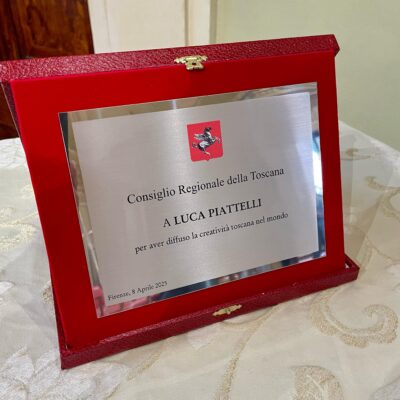 Consiglio Regionale della Toscana
A LUCA PIATTELLI
per aver diffuso la creatività toscana nel mondo
Firenze, 8 Aprile 2025